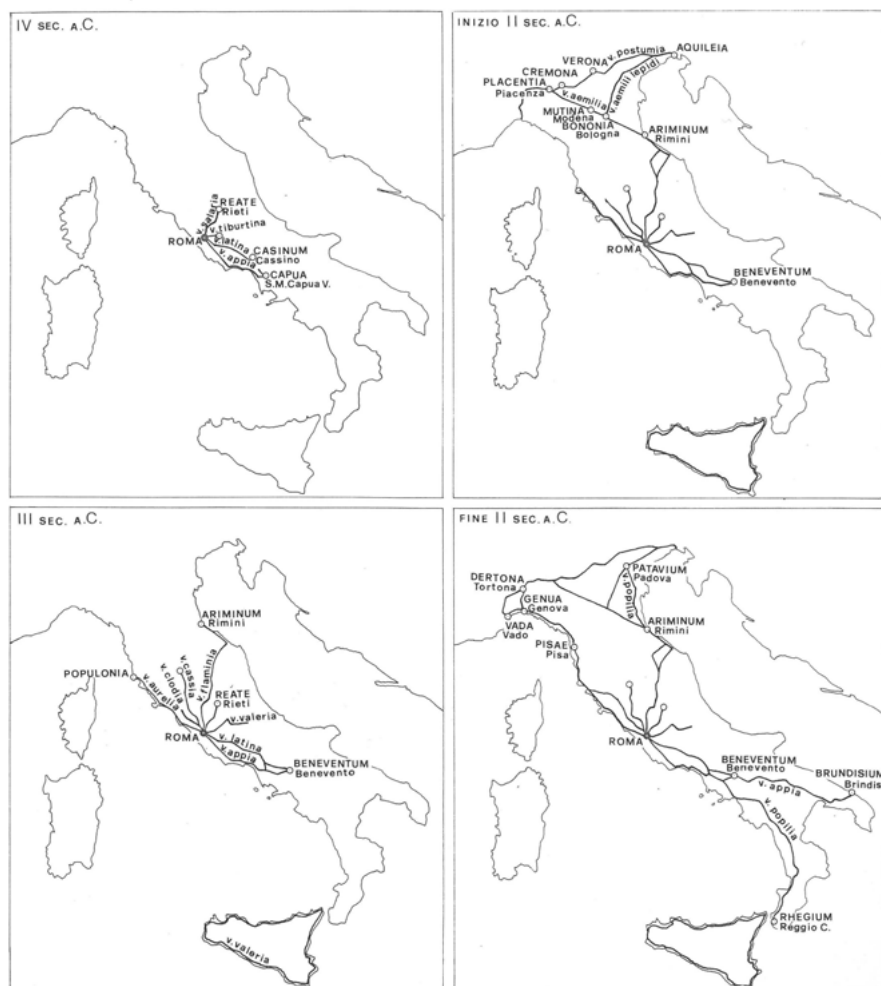 IV SEC. A.C.
REATE
Rieti
v. salaria
v. tiburtina
ROMA
v. latina
CASINUM
Cassino
v. appia
CAPUA
S.M. Capua V.
INIZIO II SEC. A.C.
v. postumia
AQUILEIA
VERONA
CREMONA
PLACENTIA
Piacenza
v. aemilia
v. aemili lepidi
MUTINA
Modena
BONONIA
Bologna
ARIMINUM
Rimini
ROMA
BENEVENTUM
Benevento
III SEC. A.C.
ARIMINUM
Rimini
POPULONIA
v. aurelia
v. clodia
v. cassia
v. flaminia
REATE
Rieti
v. valeria
ROMA
v. latina
v. appia
BENEVENTUM
Benevento
v. valeria
FINE II SEC. A.C.
DERTONA
Tortona
PATAVIUM
Padova
v. popilia
GENUA
Genova
VADA
Vado
ARIMINUM
Rimini
PISAE
Pisa
ROMA
BENEVENTUM
Benevento
BRUNDISIUM
Brindis
v. appia
v. popilia
RHEGIUM
Reggio C.